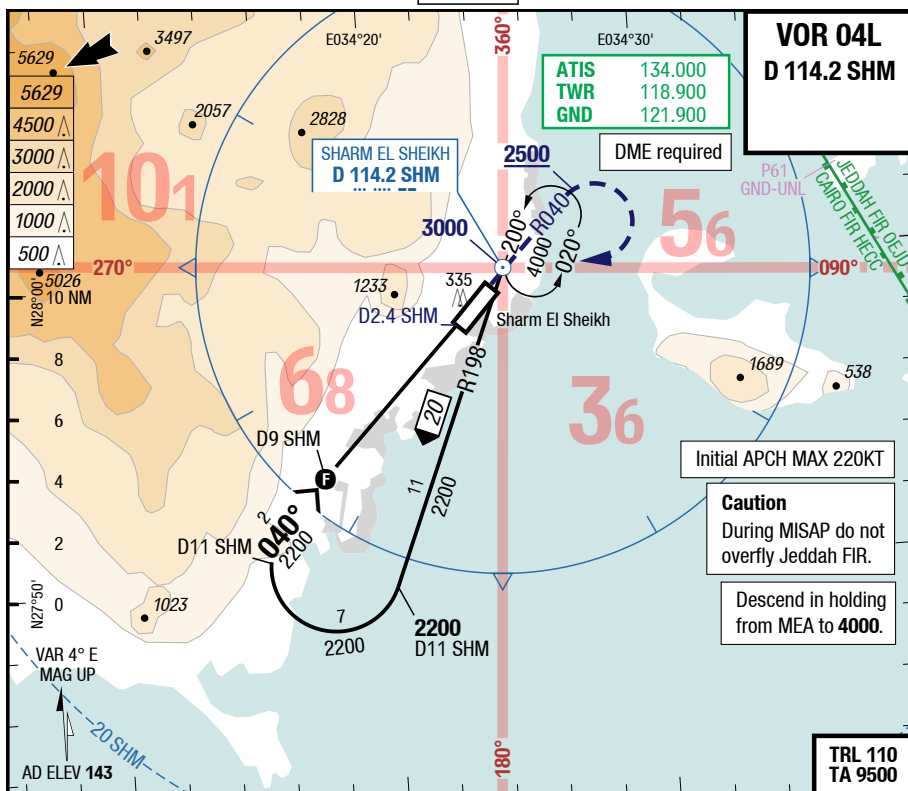 VOR 04L
D 114.2 SHM
3497
E034°20'
360°
E034°30'
5629
5629
4500
3000
2000
1000
500
2057
2828
ATIS 134.000
TWR 118.900
GND 121.900
DME required
SHARM EL SHEIKH
D 114.2 SHM
2500
P61
GND-UNL
JEDDAH FIR OEJD
CAIRO FIR HECC
101
56
R040
200°
4000
020°
3000
270°
090°
5026
N28°00'
10 NM
1233
335
D2.4 SHM
Sharm El Sheikh
8
6
4
2
0
68
36
1689
538
R198
20
D9 SHM
F
11
2200
Initial APCH MAX 220KT
Caution
During MISAP do not
overfly Jeddah FIR.
2
040°
2200
D11 SHM
Descend in holding
from MEA to 4000.
N27°50'
1023
7
2200
2200
D11 SHM
VAR 4° E
MAG UP
20 SHM
AD ELEV 143
180°
TRL 110
TA 9500